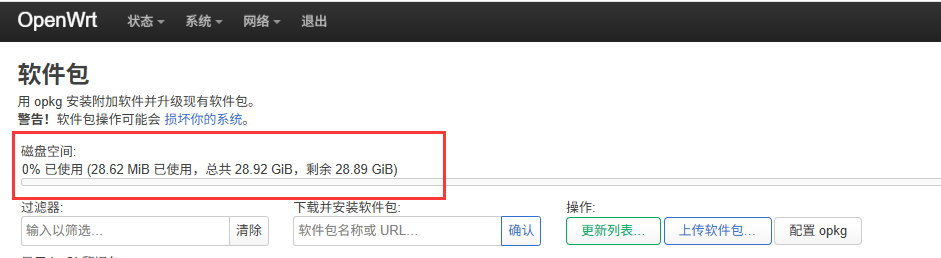 OpenWrt 状态 系统 网络 退出
软件包
用 opkg 安装附加软件并升级现有软件包。
警告！软件包操作可能会 损坏你的系统。
磁盘空间:
0% 已使用 (28.62 MiB 已使用，总共 28.92 GiB，剩余 28.89 GiB)
过滤器: 下载并安装软件包: 操作:
输入以筛选… 清除 软件包名称或 URL… 确认 更新列表… 上传软件包… 配置 opkg